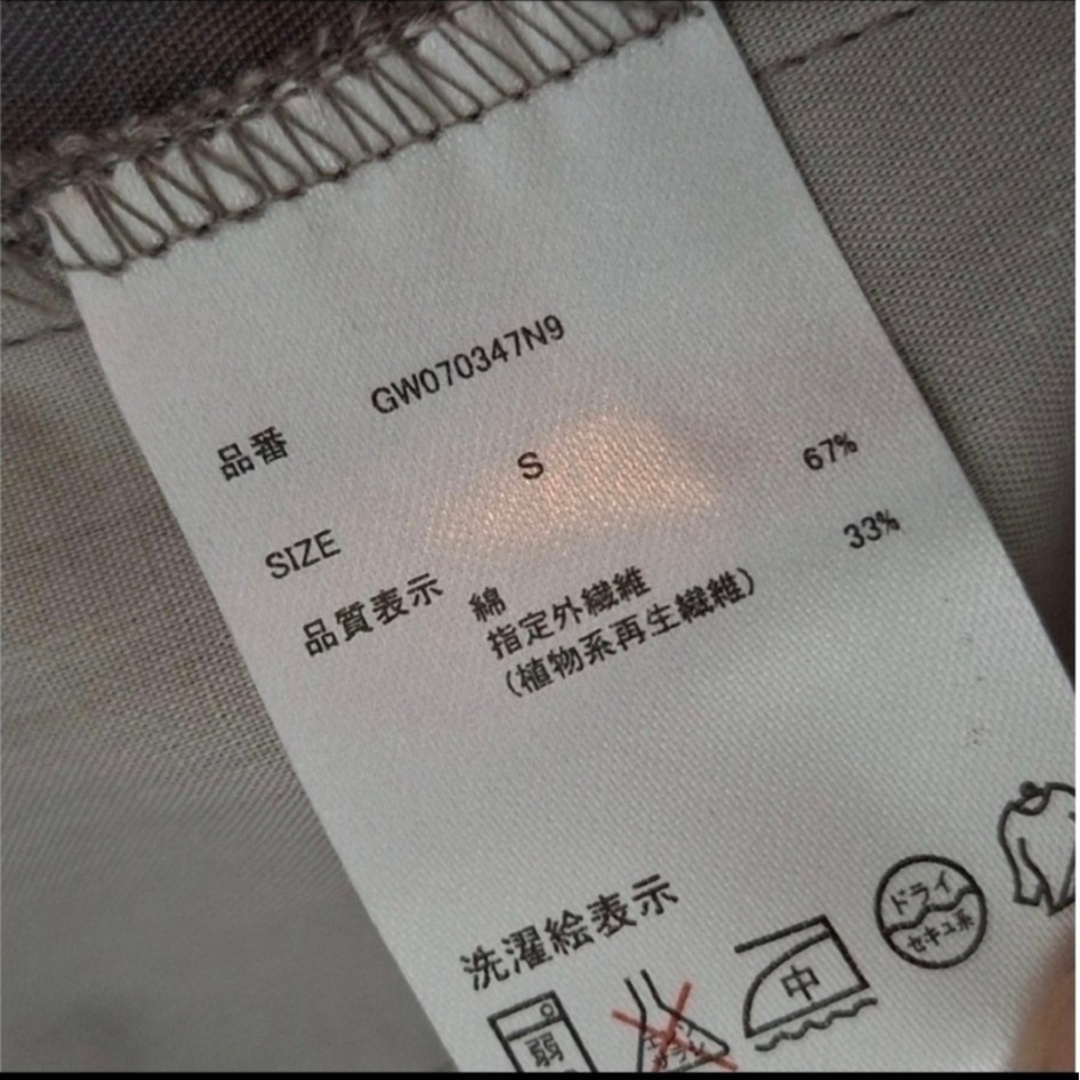 品番 GW070347N9
SIZE S
品質表示 綿 67%
指定外繊維 33%
(植物系再生繊維)
洗濯絵表示
弱
中
ドライ
セキユ系